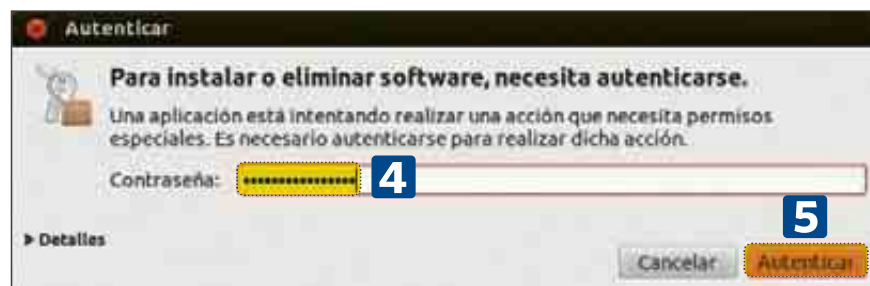 Autenticar
Para instalar o eliminar software, necesita autenticarse.
Una aplicación está intentando realizar una acción que necesita permisos
especiales. Es necesario autenticarse para realizar dicha acción.
Contraseña: •••••••••••••••• 4
5
Detalles
Cancelar Autenticar